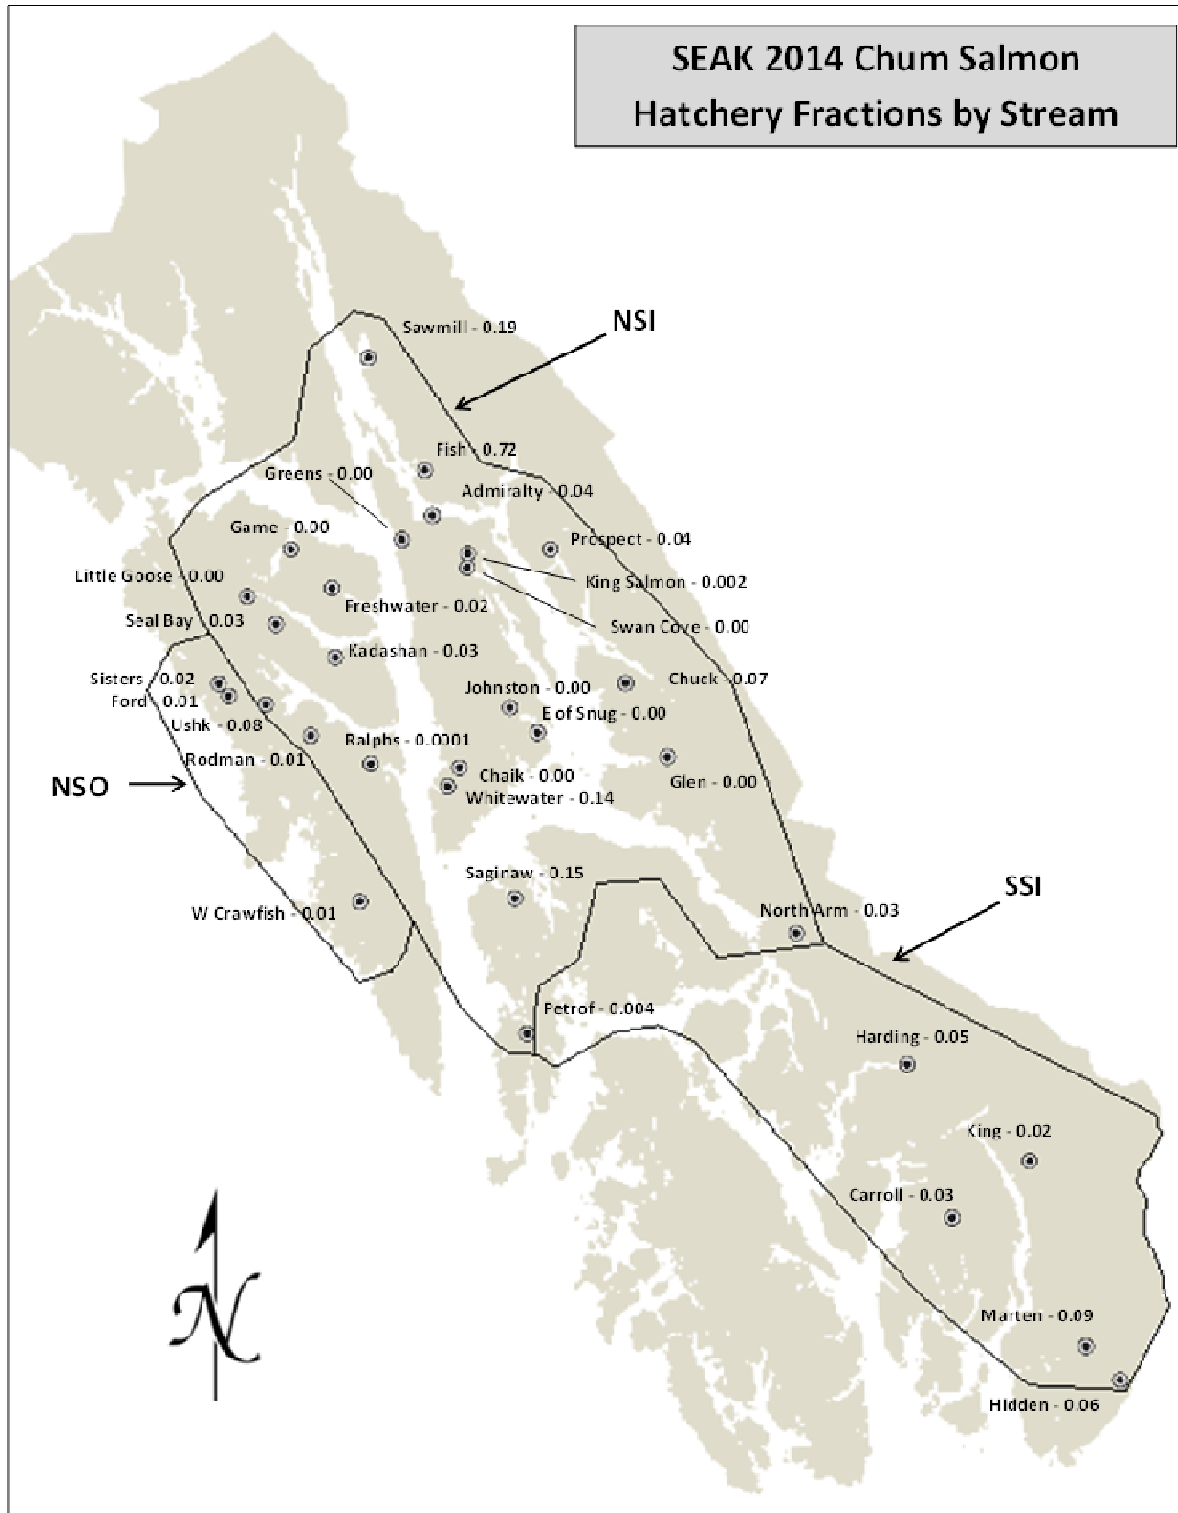 SEAK 2014 Chum Salmon
Hatchery Fractions by Stream
Sawmill - 0.19
NSI
Fish - 0.72
Greens - 0.00
Admiralty - 0.04
Game - 0.00
Prospect - 0.04
Little Goose - 0.00
King Salmon - 0.002
Freshwater - 0.02
Seal Bay - 0.03
Swan Cove - 0.00
Kadashan - 0.03
Sisters - 0.02
Chuck - 0.07
Johnston - 0.00
Ford - 0.01
E of Snug - 0.00
Ushk - 0.08
Ralphs - 0.0001
Rodman - 0.01
Chaik - 0.00
Glen - 0.00
NSO
Whitewater - 0.14
Saginaw - 0.15
SSI
W Crawfish - 0.01
North Arm - 0.03
Petrof - 0.004
Harding - 0.05
King - 0.02
Carroll - 0.03
N
Marten - 0.09
Hidden - 0.06